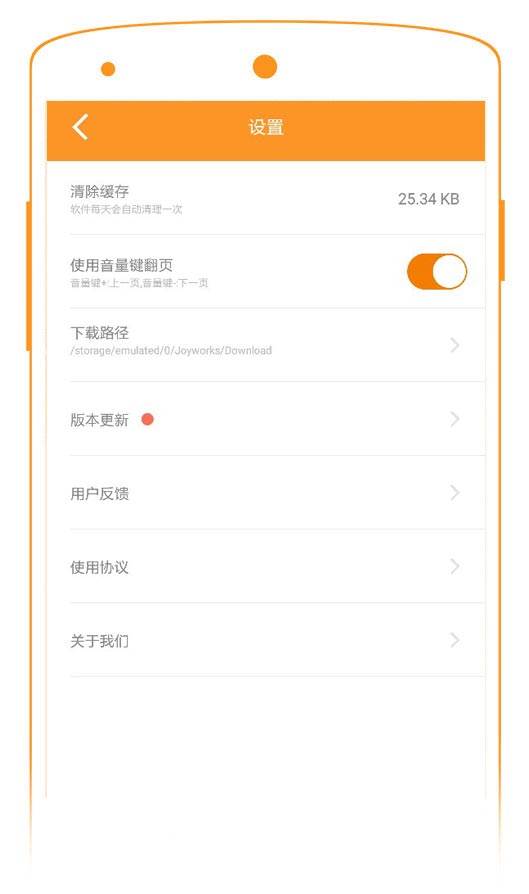 设置
清除缓存
25.34 KB
软件每天会自动清理一次
使用音量键翻页
音量键+:上一页,音量键-:下一页
下载路径
/storage/emulated/0/Joyworks/Download
版本更新
用户反馈
使用协议
关于我们